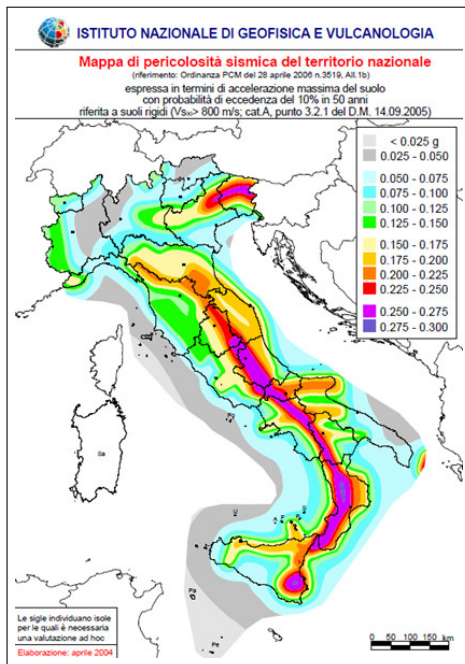 ISTITUTO NAZIONALE DI GEOFISICA E VULCANOLOGIA
Mappa di pericolosità sismica del territorio nazionale
(riferimento: Ordinanza PCM del 28 aprile 2006 n.3519, All.1b)
espressa in termini di accelerazione massima del suolo
con probabilità di eccedenza del 10% in 50 anni
riferita a suoli rigidi (Vs30> 800 m/s; cat.A, punto 3.2.1 del D.M. 14.09.2005)
< 0.025 g
0.025 - 0.050
0.050 - 0.075
0.075 - 0.100
0.100 - 0.125
0.125 - 0.150
0.150 - 0.175
0.175 - 0.200
0.200 - 0.225
0.225 - 0.250
0.250 - 0.275
0.275 - 0.300
Sa
U
Pa
Pe
Le sigle individuano isole
per le quali è necessaria
una valutazione ad hoc
Elaborazione: aprile 2004
0 50 100 150 km